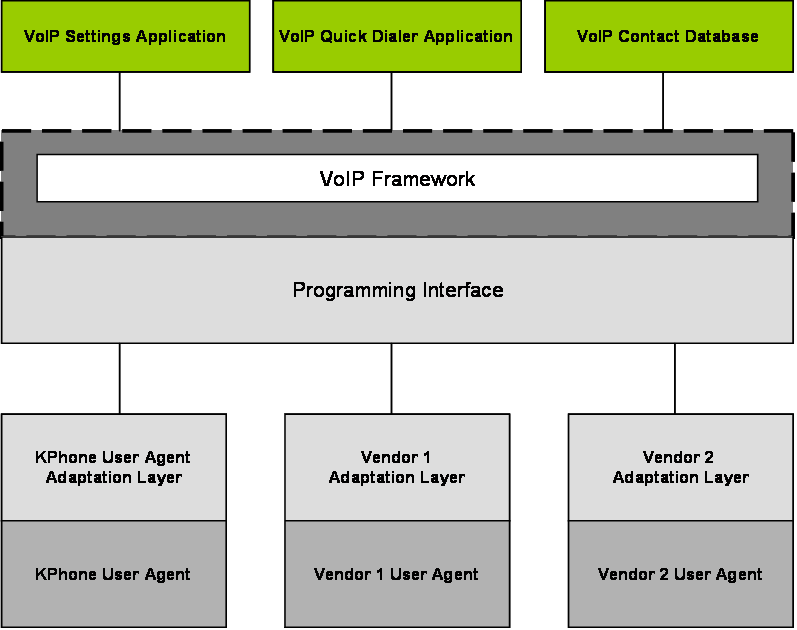 VoIP Settings Application
VoIP Quick Dialer Application
VoIP Contact Database
VoIP Framework
Programming Interface
KPhone User Agent
Adaptation Layer
Vendor 1
Adaptation Layer
Vendor 2
Adaptation Layer
KPhone User Agent
Vendor 1 User Agent
Vendor 2 User Agent